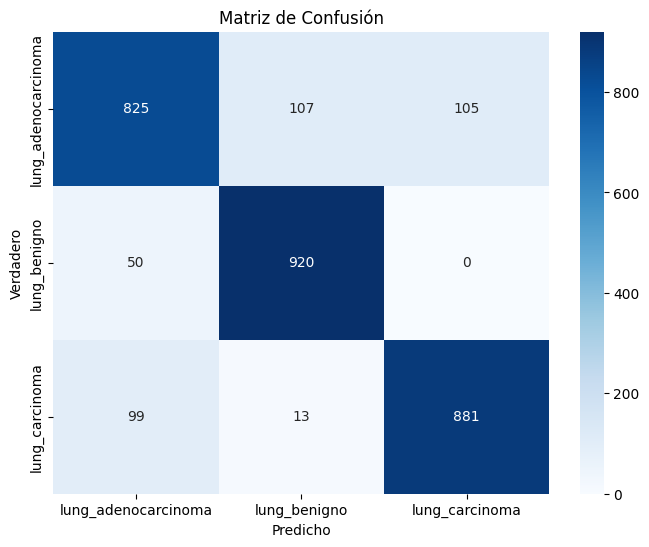 Matriz de Confusión
Verdadero
lung_adenocarcinoma
825 107 105
lung_benigno
50 920 0
lung_carcinoma
99 13 881
lung_adenocarcinoma lung_benigno lung_carcinoma
Predicho
800
600
400
200
0